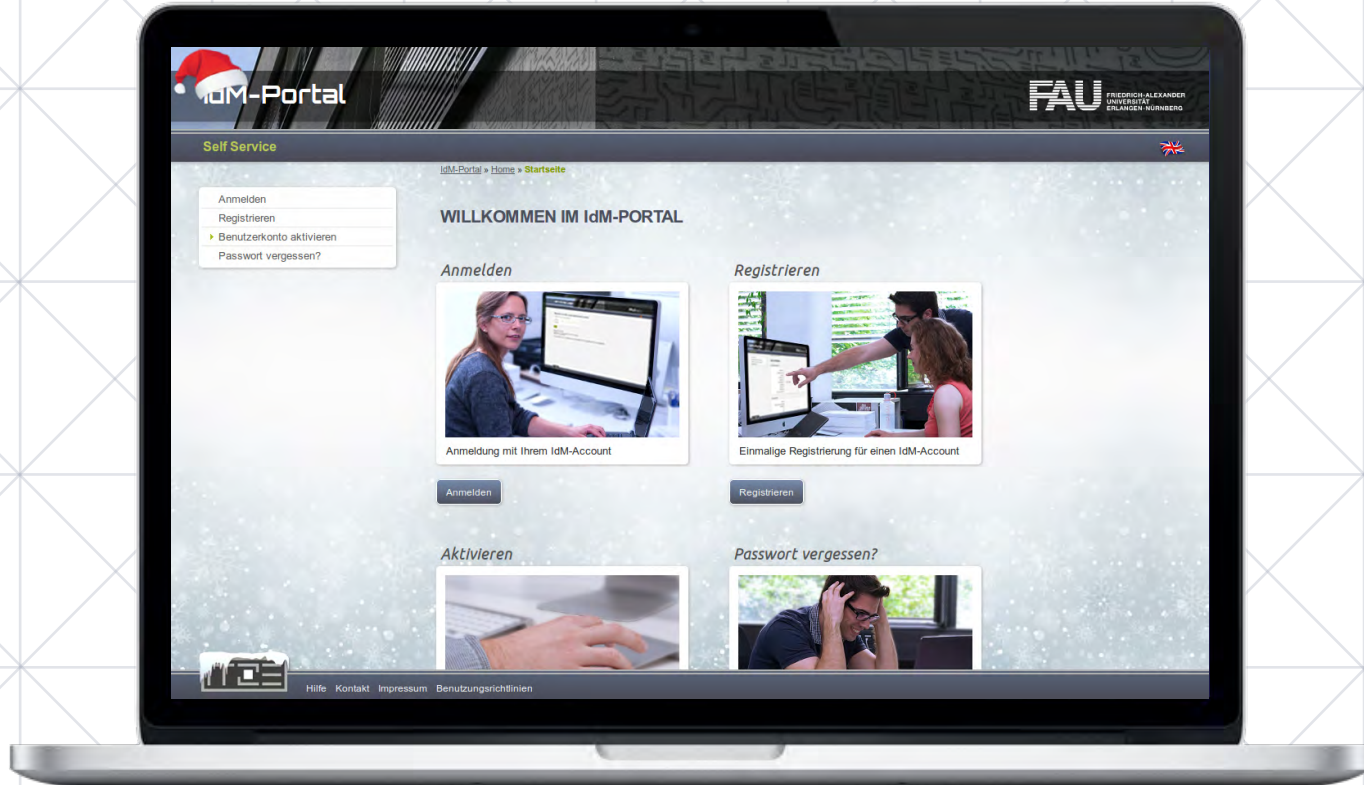 IdM-Portal
FAU FRIEDRICH-ALEXANDER
UNIVERSITÄT
ERLANGEN-NÜRNBERG
Self Service
IdM-Portal » Home » Startseite
Anmelden
Registrieren
Benutzerkonto aktivieren
Passwort vergessen?
WILLKOMMEN IM IdM-PORTAL
Anmelden
Anmeldung mit Ihrem IdM-Account
Anmelden
Registrieren
Einmalige Registrierung für einen IdM-Account
Registrieren
Aktivieren
Passwort vergessen?
Hilfe Kontakt Impressum Benutzungsrichtlinien